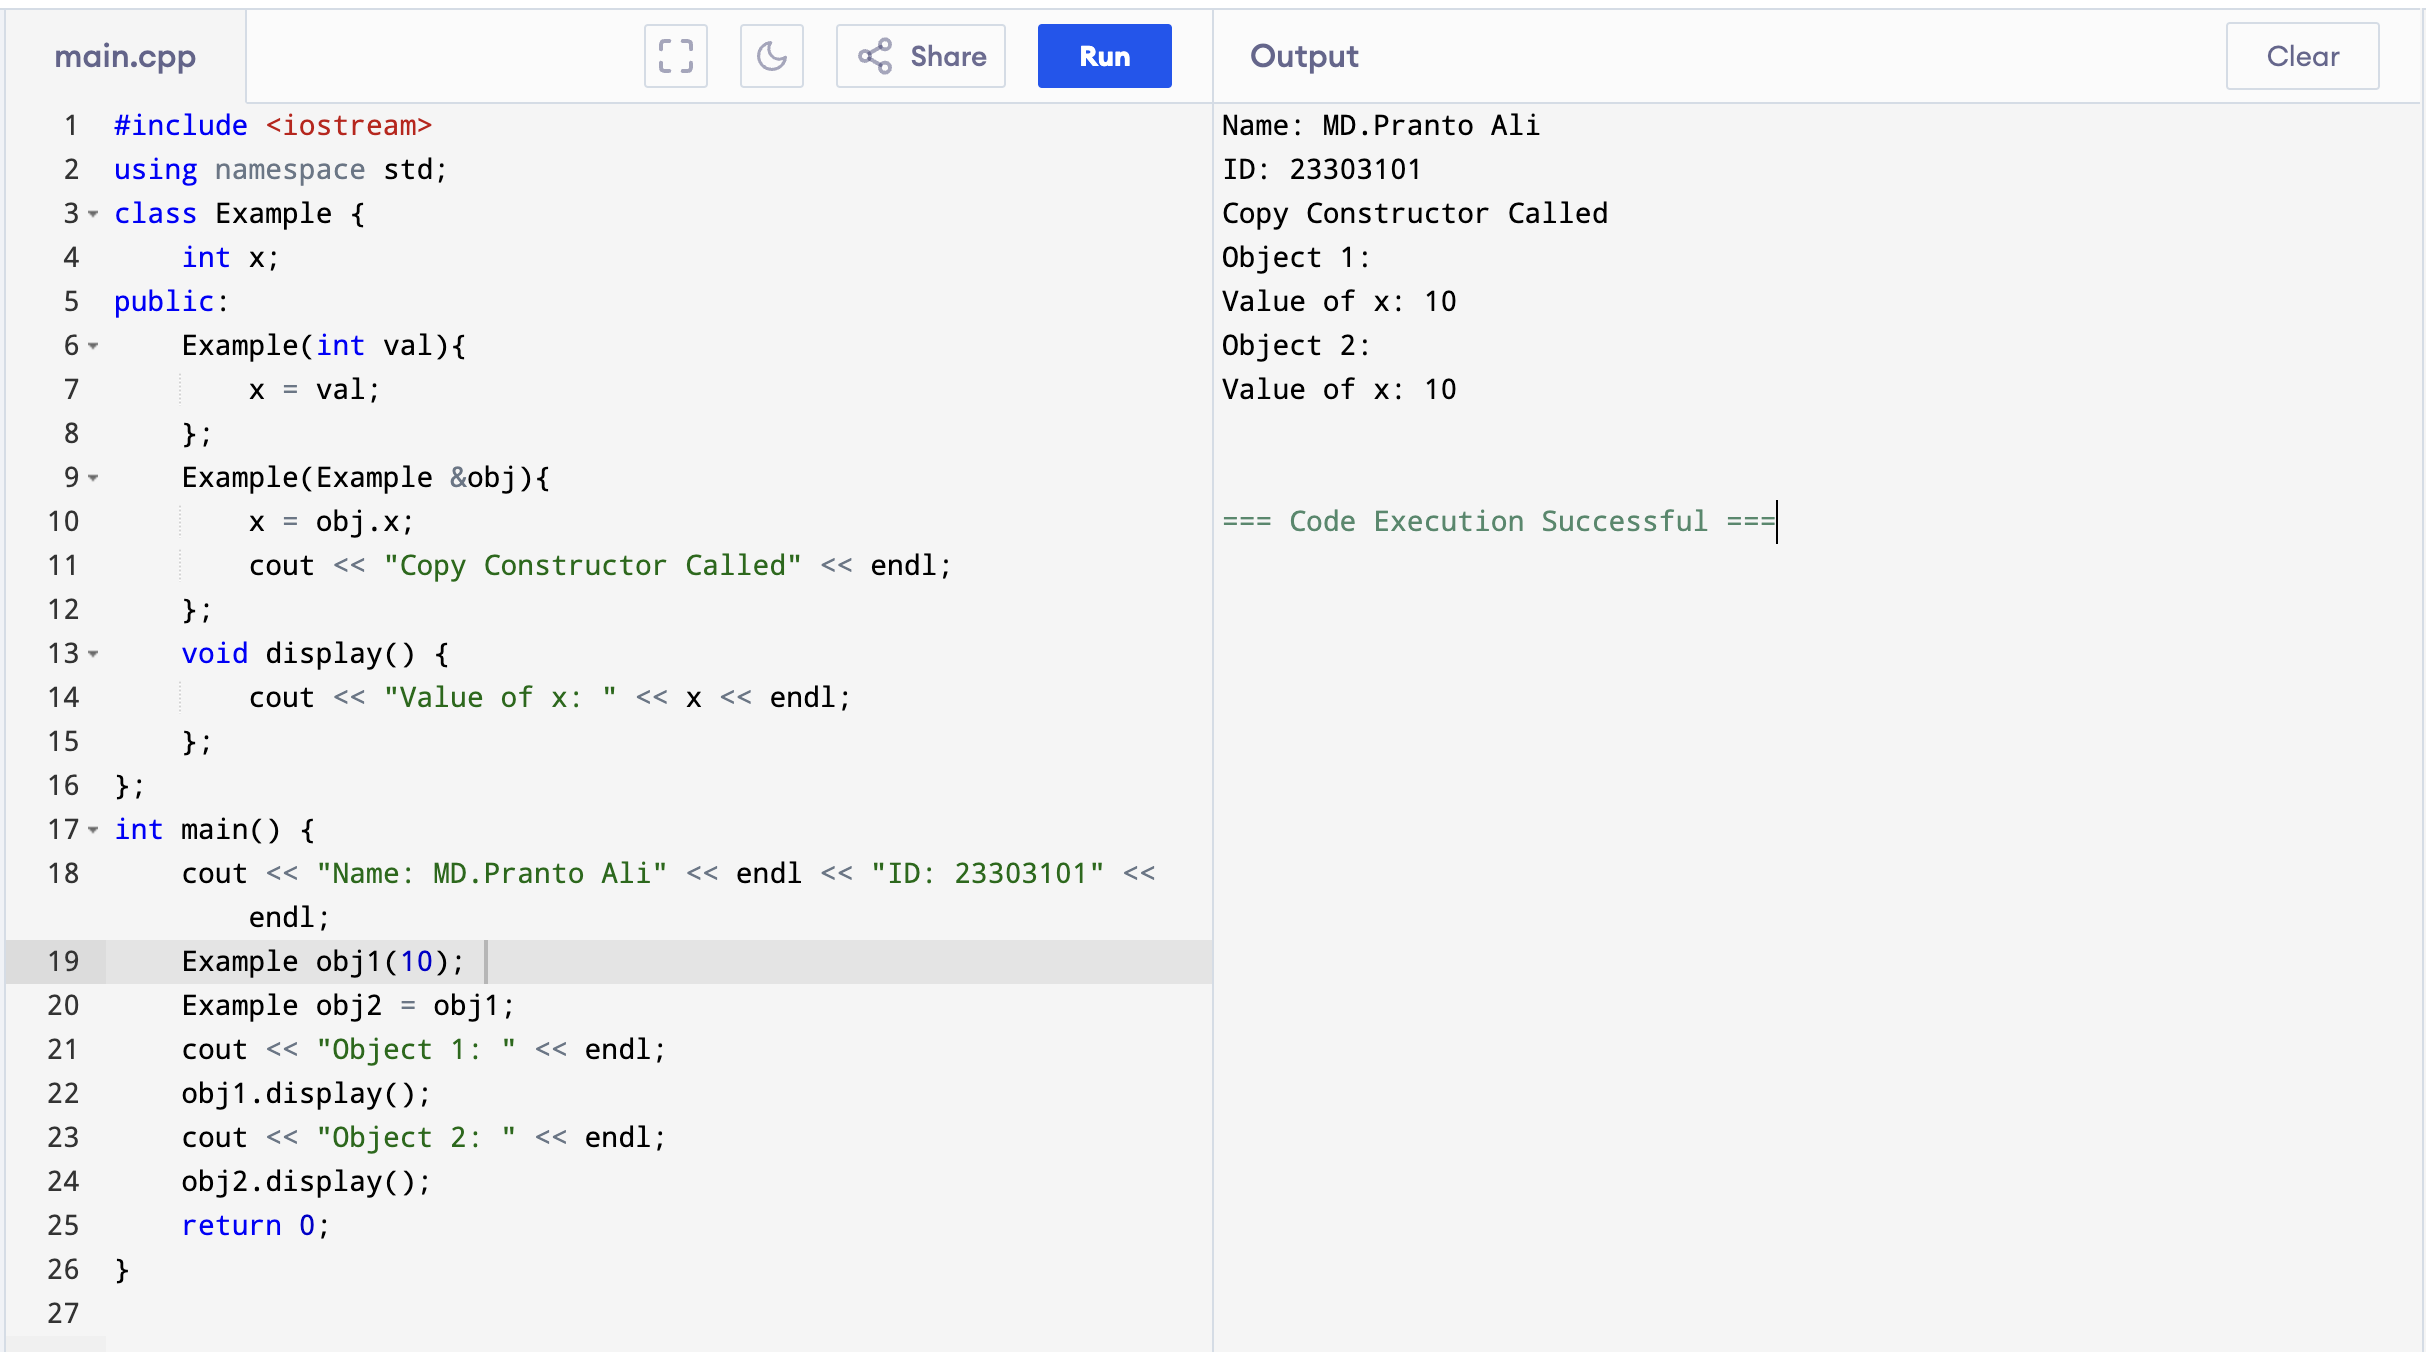 main.cpp Share Run Output Clear
1 #include <iostream>
2 using namespace std;
3 class Example {
4     int x;
5 public:
6     Example(int val){
7         x = val;
8     };
9     Example(Example &obj){
10         x = obj.x;
11         cout << "Copy Constructor Called" << endl;
12     };
13     void display() {
14         cout << "Value of x: " << x << endl;
15     };
16 };
17 int main() {
18     cout << "Name: MD.Pranto Ali" << endl << "ID: 23303101" <<
        endl;
19     Example obj1(10);
20     Example obj2 = obj1;
21     cout << "Object 1: " << endl;
22     obj1.display();
23     cout << "Object 2: " << endl;
24     obj2.display();
25     return 0;
26 }
27
Name: MD.Pranto Ali
ID: 23303101
Copy Constructor Called
Object 1:
Value of x: 10
Object 2:
Value of x: 10
=== Code Execution Successful ===